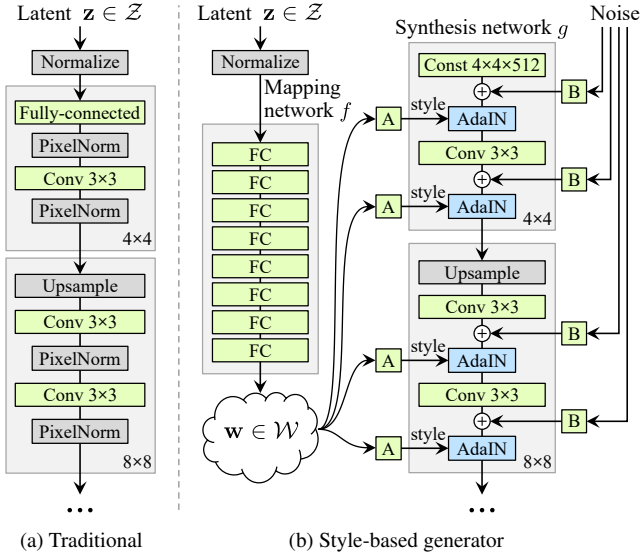 Latent z ∈ Z
Normalize
Fully-connected
PixelNorm
Conv 3×3
PixelNorm
4×4
Upsample
Conv 3×3
PixelNorm
Conv 3×3
PixelNorm
8×8
...
(a) Traditional
Latent z ∈ Z
Normalize
Mapping
network f
FC
FC
FC
FC
FC
FC
FC
FC
w ∈ W
Synthesis network g
Noise
Const 4×4×512
B
A
style
AdaIN
Conv 3×3
B
A
style
AdaIN
4×4
Upsample
Conv 3×3
B
A
style
AdaIN
Conv 3×3
B
A
style
AdaIN
8×8
...
(b) Style-based generator